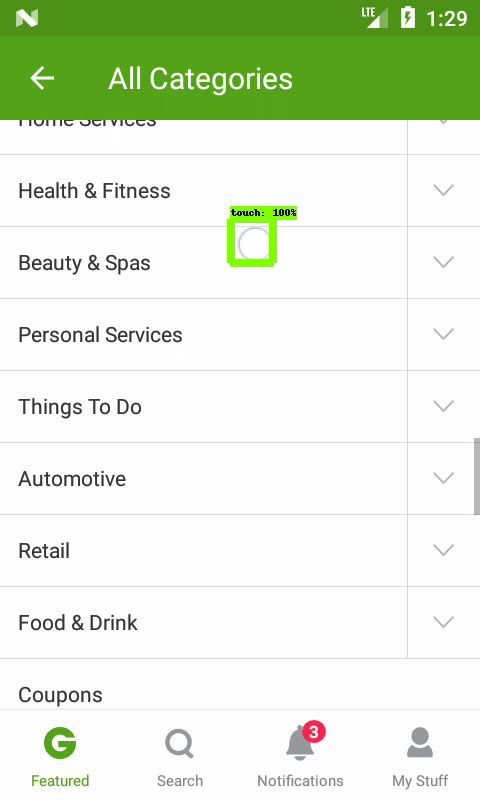 LTE 1:29
All Categories
Home Services
Health & Fitness
touch: 100%
Beauty & Spas
Personal Services
Things To Do
Automotive
Retail
Food & Drink
Coupons
3
Featured Search Notifications My Stuff